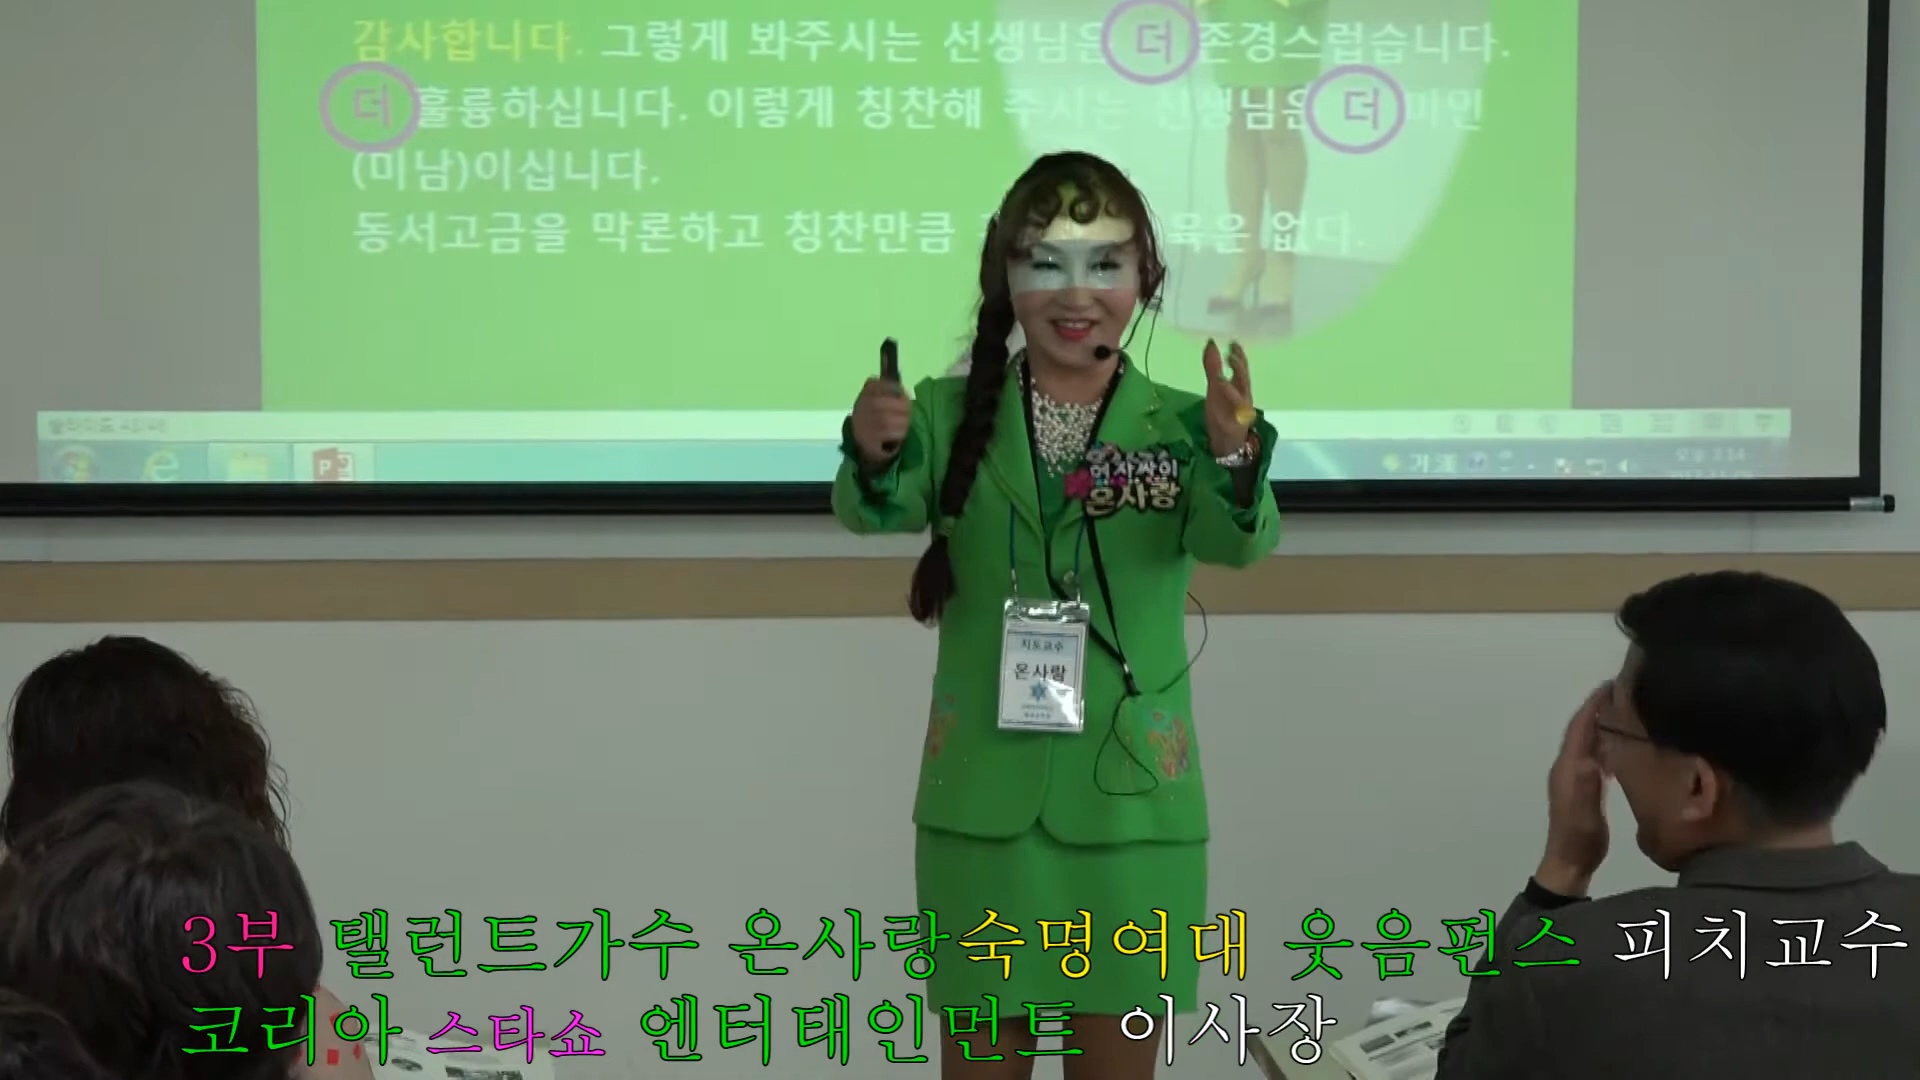 감사합니다. 그렇게 봐주시는 선생님은 더 존경스럽습니다.
더 훌륭하십니다. 이렇게 칭찬해 주시는 선생님은 더 미인
(미남)이십니다.
동서고금을 막론하고 칭찬만큼 육은 없다.
여자싸이
온사랑
지도교수
온사랑
3부 탤런트가수 온사랑숙명여대 웃음펀스 피치교수
코리아 스타쇼 엔터태인먼트 이사장